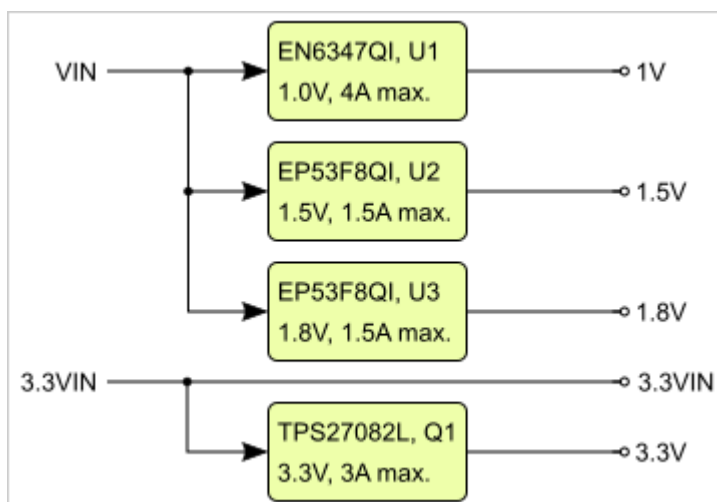 VIN
EN6347QI, U1
1.0V, 4A max.
1V
EP53F8QI, U2
1.5V, 1.5A max.
1.5V
EP53F8QI, U3
1.8V, 1.5A max.
1.8V
3.3VIN
3.3VIN
TPS27082L, Q1
3.3V, 3A max.
3.3V